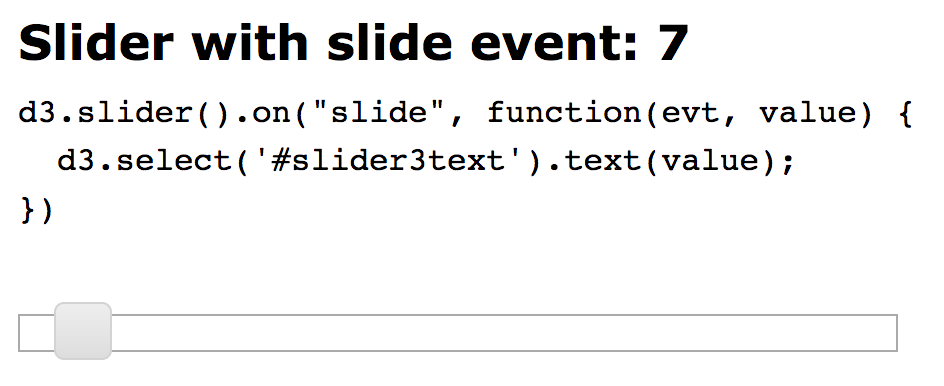 Slider with slide event: 7
d3.slider().on("slide", function(evt, value) {
  d3.select('#slider3text').text(value);
})